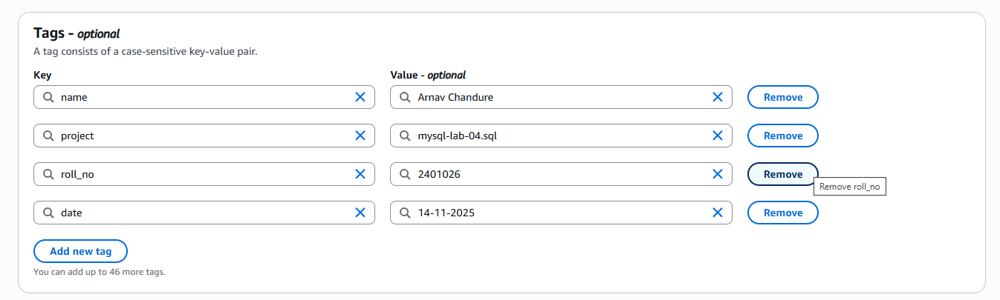 Tags - optional
A tag consists of a case-sensitive key-value pair.
Key Value - optional
name Arnav Chandure Remove
project mysql-lab-04.sql Remove
roll_no 2401026 Remove
Remove roll_no
date 14-11-2025 Remove
Add new tag
You can add up to 46 more tags.